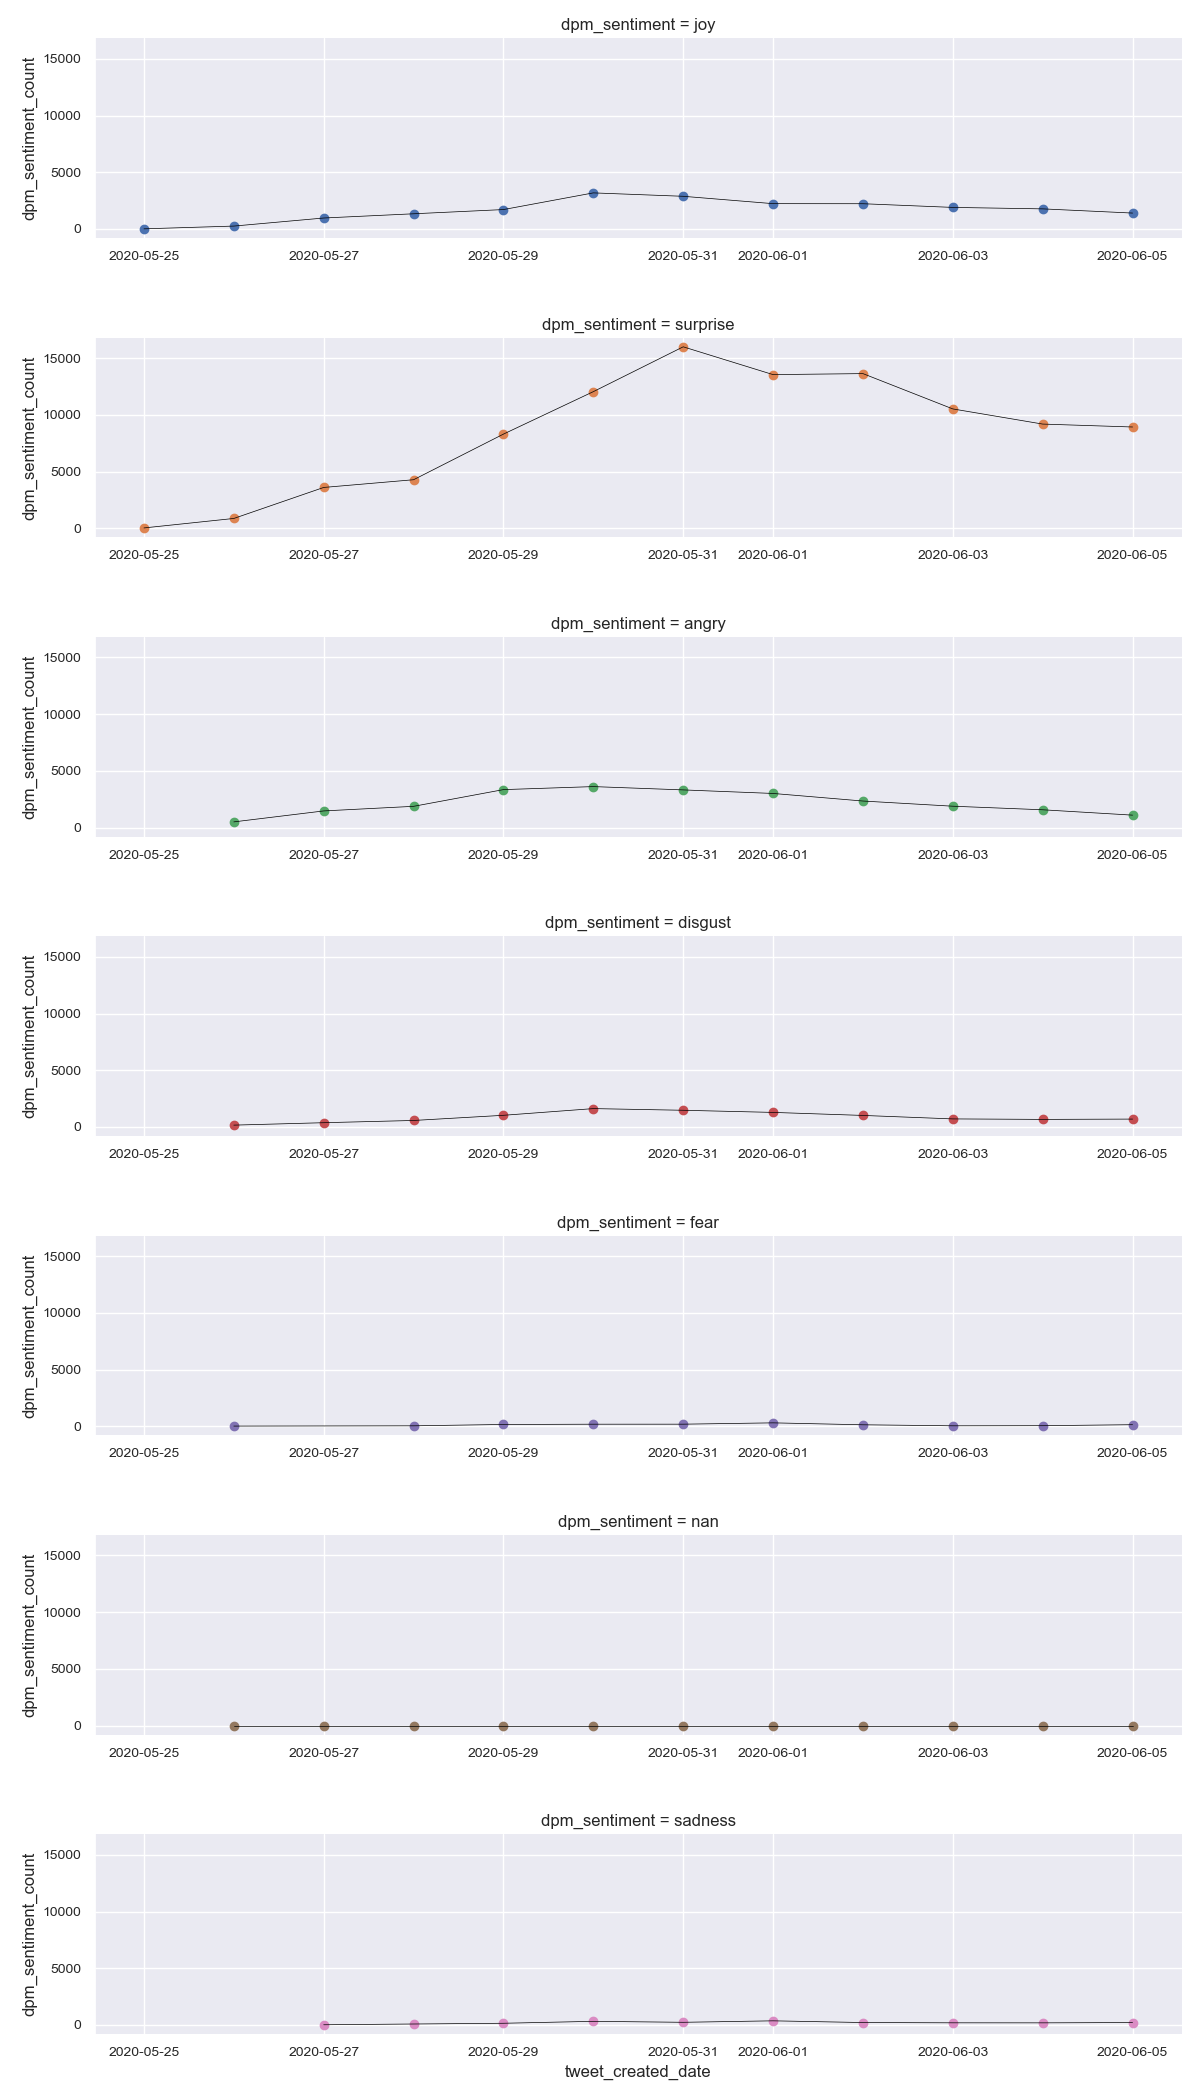 dpm_sentiment = joy
dpm_sentiment_count
15000
10000
5000
0
2020-05-25 2020-05-27 2020-05-29 2020-05-31 2020-06-01 2020-06-03 2020-06-05
dpm_sentiment = surprise
dpm_sentiment_count
15000
10000
5000
0
2020-05-25 2020-05-27 2020-05-29 2020-05-31 2020-06-01 2020-06-03 2020-06-05
dpm_sentiment = angry
dpm_sentiment_count
15000
10000
5000
0
2020-05-25 2020-05-27 2020-05-29 2020-05-31 2020-06-01 2020-06-03 2020-06-05
dpm_sentiment = disgust
dpm_sentiment_count
15000
10000
5000
0
2020-05-25 2020-05-27 2020-05-29 2020-05-31 2020-06-01 2020-06-03 2020-06-05
dpm_sentiment = fear
dpm_sentiment_count
15000
10000
5000
0
2020-05-25 2020-05-27 2020-05-29 2020-05-31 2020-06-01 2020-06-03 2020-06-05
dpm_sentiment = nan
dpm_sentiment_count
15000
10000
5000
0
2020-05-25 2020-05-27 2020-05-29 2020-05-31 2020-06-01 2020-06-03 2020-06-05
dpm_sentiment = sadness
dpm_sentiment_count
15000
10000
5000
0
2020-05-25 2020-05-27 2020-05-29 2020-05-31 2020-06-01 2020-06-03 2020-06-05
tweet_created_date